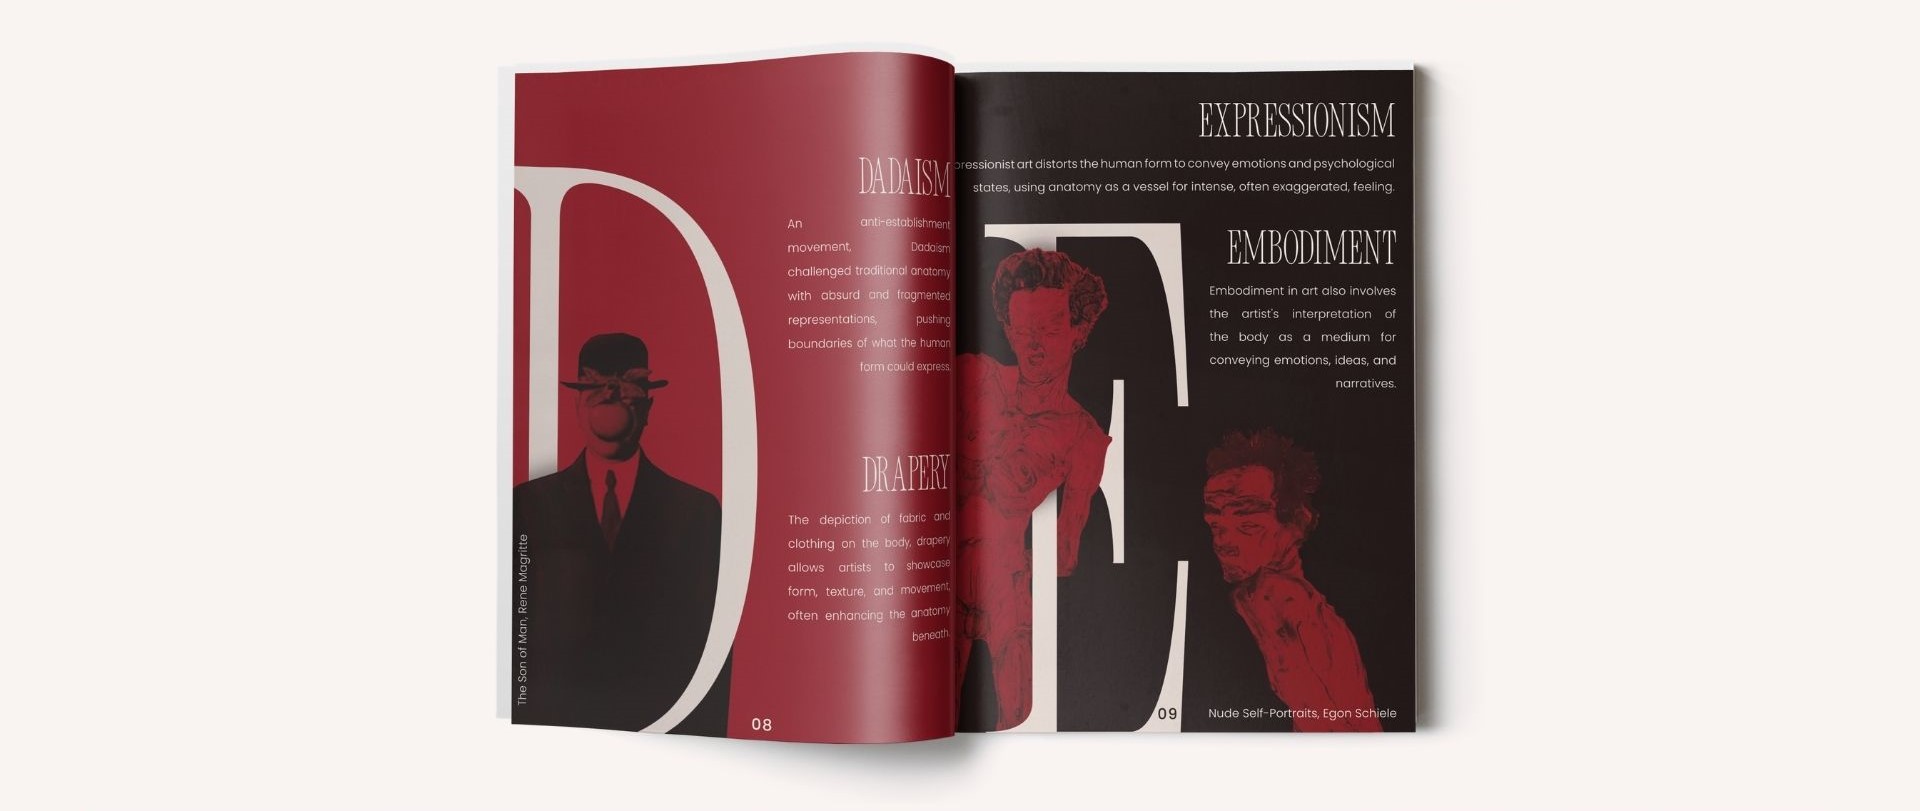 D
DADAISM
An anti-establishment
movement, Dadaism
challenged traditional anatomy
with absurd and fragmented
representations, pushing
boundaries of what the human
form could express.
DRAPERY
The depiction of fabric and
clothing on the body, drapery
allows artists to showcase
form, texture, and movement,
often enhancing the anatomy
beneath.
The Son of Man, Rene Magritte
08
EXPRESSIONISM
pressionist art distorts the human form to convey emotions and psychological
states, using anatomy as a vessel for intense, often exaggerated, feeling.
E
EMBODIMENT
Embodiment in art also involves
the artist's interpretation of
the body as a medium for
conveying emotions, ideas, and
narratives.
09
Nude Self-Portraits, Egon Schiele